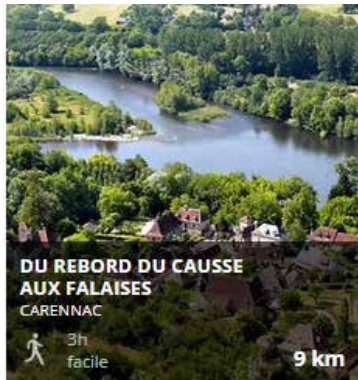 DU REBORD DU CAUSSE
AUX FALAISES
CARENNAC
3h
facile
9 km